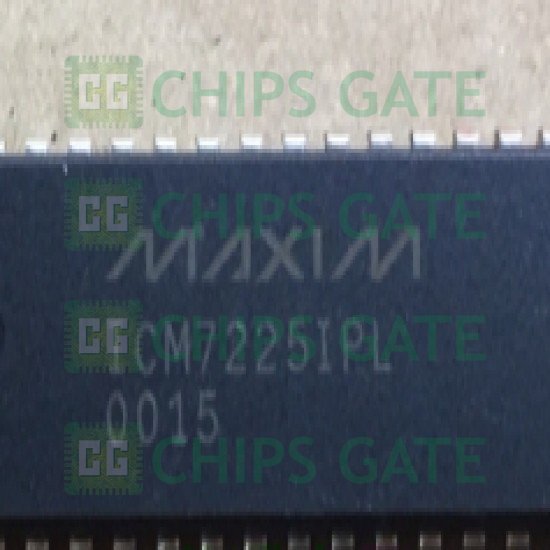 CG CHIPS GATE
CG CHIPS GATE
MAXIM
CG CHIPS GATE
ICM7225IPL
0015
CG CHIPS GATE